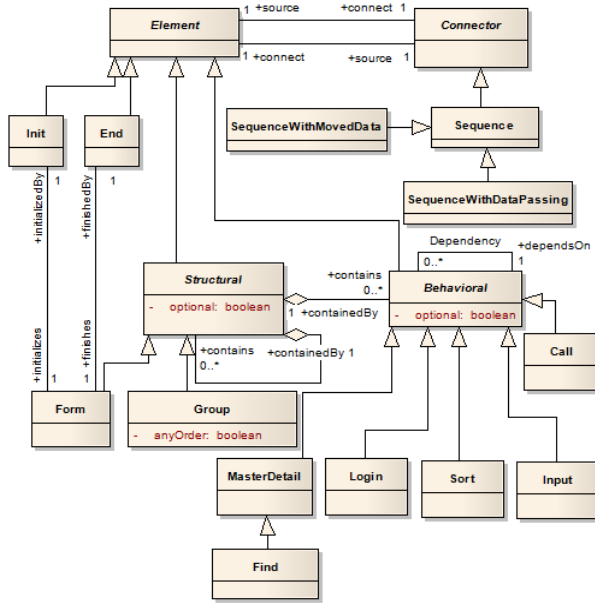 1 +source +connect 1
Element Connector
1 +connect +source 1
SequenceWithMovedData Sequence
Init End
1 1
+initializedBy
+finishedBy
SequenceWithDataPassing
Dependency
+dependsOn
0..* 1
Structural +contains Behavioral
0..*
- optional: boolean 1 +containedBy - optional: boolean
+contains +containedBy 1
0..*
Call
+initializes
+finishes
1 1
Form Group
- anyOrder: boolean
MasterDetail Login Sort Input
Find